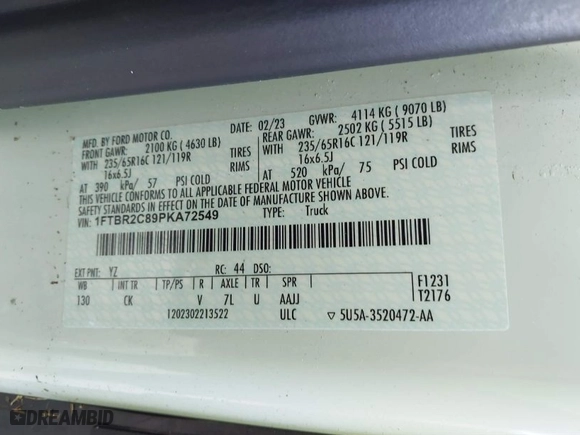 MFD. BY FORD MOTOR CO. DATE: 02/23 GVWR: 4114 KG ( 9070 LB)
FRONT GAWR: 2100 KG ( 4630 LB) REAR GAWR: 2502 KG ( 5515 LB)
WITH 235/65R16C 121/119R TIRES WITH 235/65R16C 121/119R TIRES
16x6.5J RIMS 16x6.5J RIMS
AT 390 kPa/ 57 PSI COLD AT 520 kPa/ 75 PSI COLD
THIS VEHICLE CONFORMS TO ALL APPLICABLE FEDERAL MOTOR VEHICLE
SAFETY STANDARDS IN EFFECT ON THE DATE OF MANUFACTURE SHOWN ABOVE.
VIN: 1FTBR2C89PKA72549 TYPE: Truck
EXT PNT: YZ RC: 44 DSO: F1231
WB INT TR TP/PS R AXLE TR SPR T2176
130 CK V 7L U AAJJ
1202302213522 ULC ▽ 5U5A-3520472-AA
DREAMBID